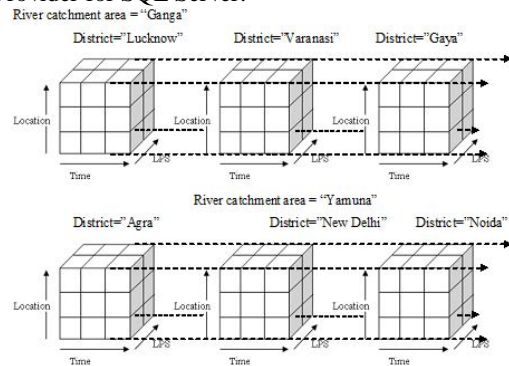 Provider for SQL Server.
River catchment area = “Ganga”
District=”Lucknow” District=”Varanasi” District=”Gaya”
Location Location Location
LPS LPS LPS
Time Time Time
River catchment area = “Yamuna”
District=”Agra” District=”New Delhi” District=”Noida”
Location Location Location
LPS LPS LPS
Time Time Time